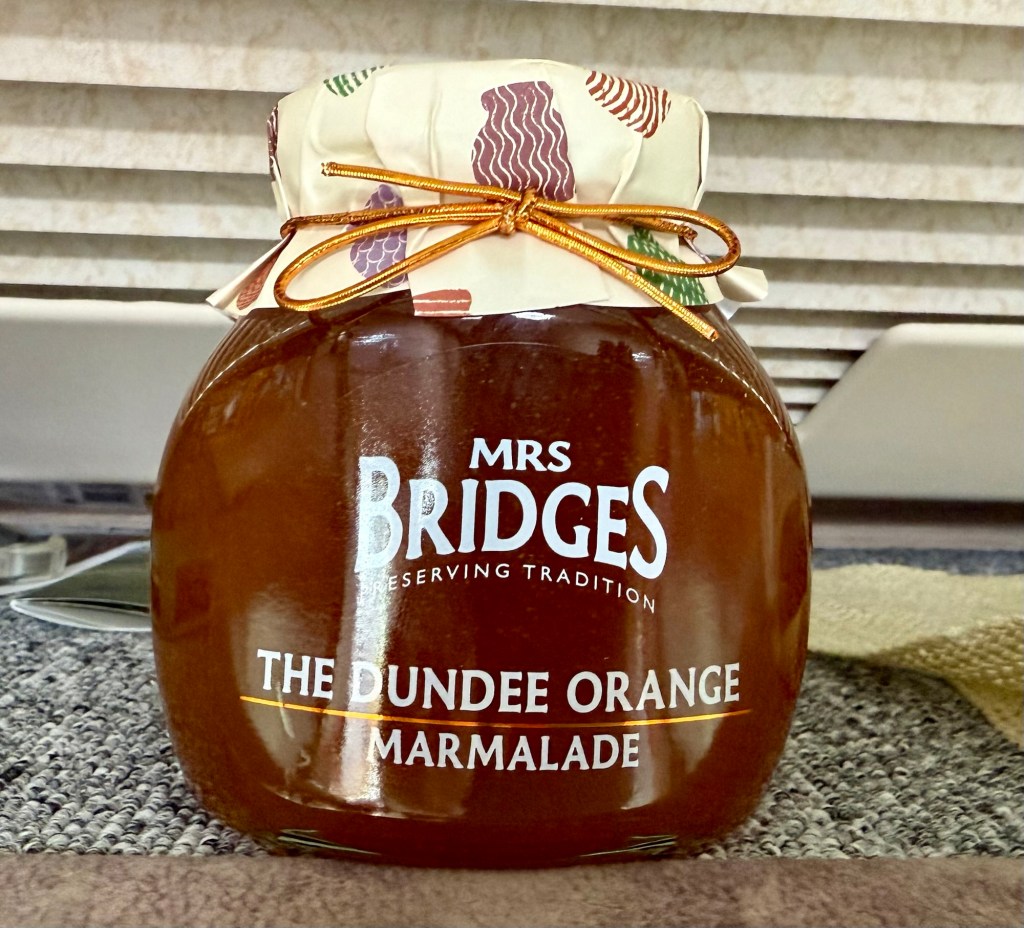 MRS
BRIDGES
PRESERVING TRADITION
THE DUNDEE ORANGE
MARMALADE